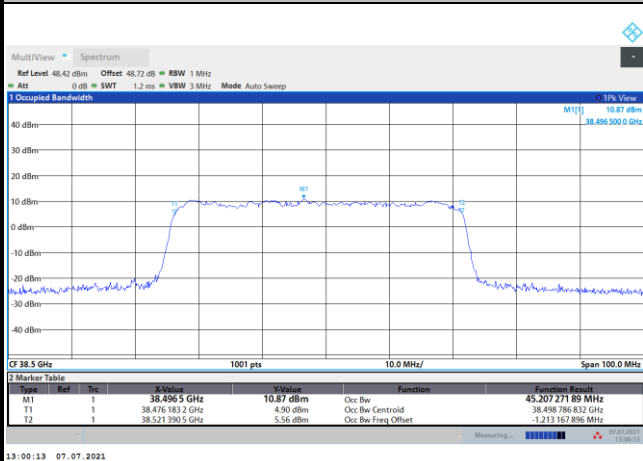 MultiView Spectrum
Ref Level 48.42 dBm Offset 48.72 dB RBW 1 MHz
Att 0 dB SWT 1.2 ms VBW 3 MHz Mode Auto Sweep
1 Occupied Bandwidth 1Pk View
M1[1] 10.87 dBm
38.496 500 0 GHz
40 dBm
30 dBm
20 dBm
M1
10 dBm
T1 T2
0 dBm
-10 dBm
-20 dBm
-30 dBm
-40 dBm
CF 38.5 GHz 1001 pts 10.0 MHz/ Span 100.0 MHz
2 Marker Table
Type Ref Trc X-Value Y-Value Function Function Result
M1 1 38.496 5 GHz 10.87 dBm Occ Bw 45.207 271 89 MHz
T1 1 38.476 183 2 GHz 4.90 dBm Occ Bw Centroid 38.498 786 832 GHz
T2 1 38.521 390 5 GHz 5.56 dBm Occ Bw Freq Offset -1.213 167 896 MHz
Measuring... 07.07.2021
13:00:13
13:00:13 07.07.2021